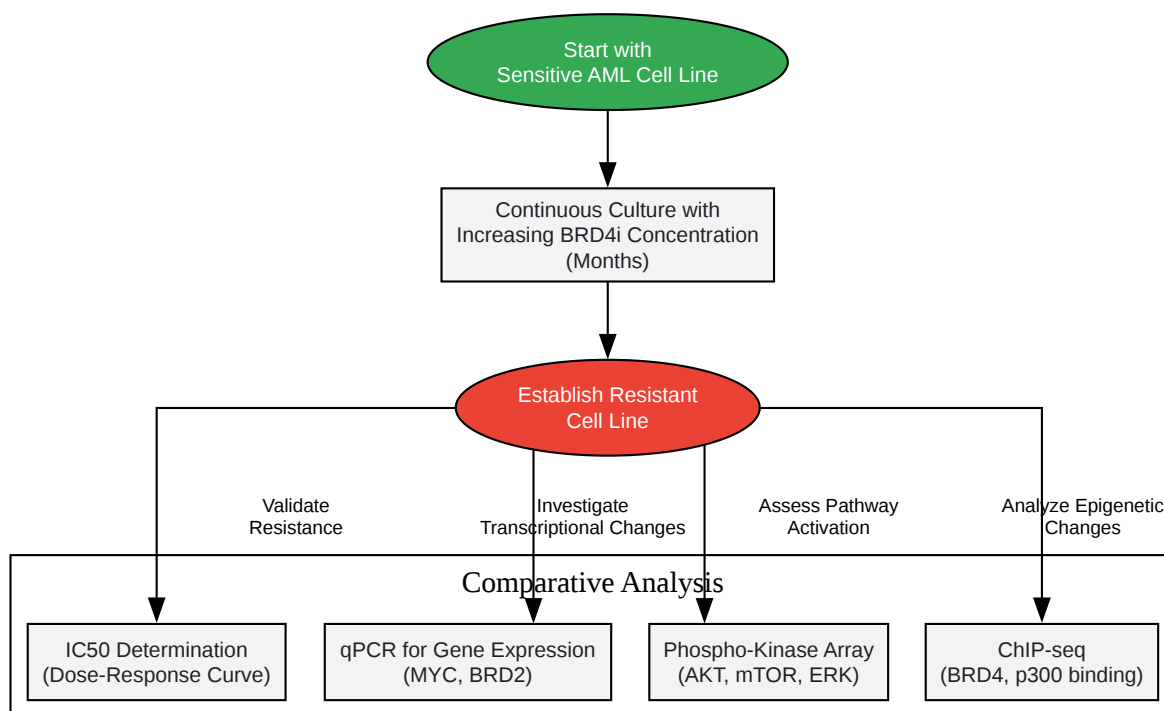 Start with
Sensitive AML Cell Line
Continuous Culture with
Increasing BRD4i Concentration
(Months)
Establish Resistant
Cell Line
Validate
Resistance
Investigate
Transcriptional Changes
Assess Pathway
Activation
Analyze Epigenetic
Changes
Comparative Analysis
IC50 Determination
(Dose-Response Curve)
qPCR for Gene Expression
(MYC, BRD2)
Phospho-Kinase Array
(AKT, mTOR, ERK)
ChIP-seq
(BRD4, p300 binding)